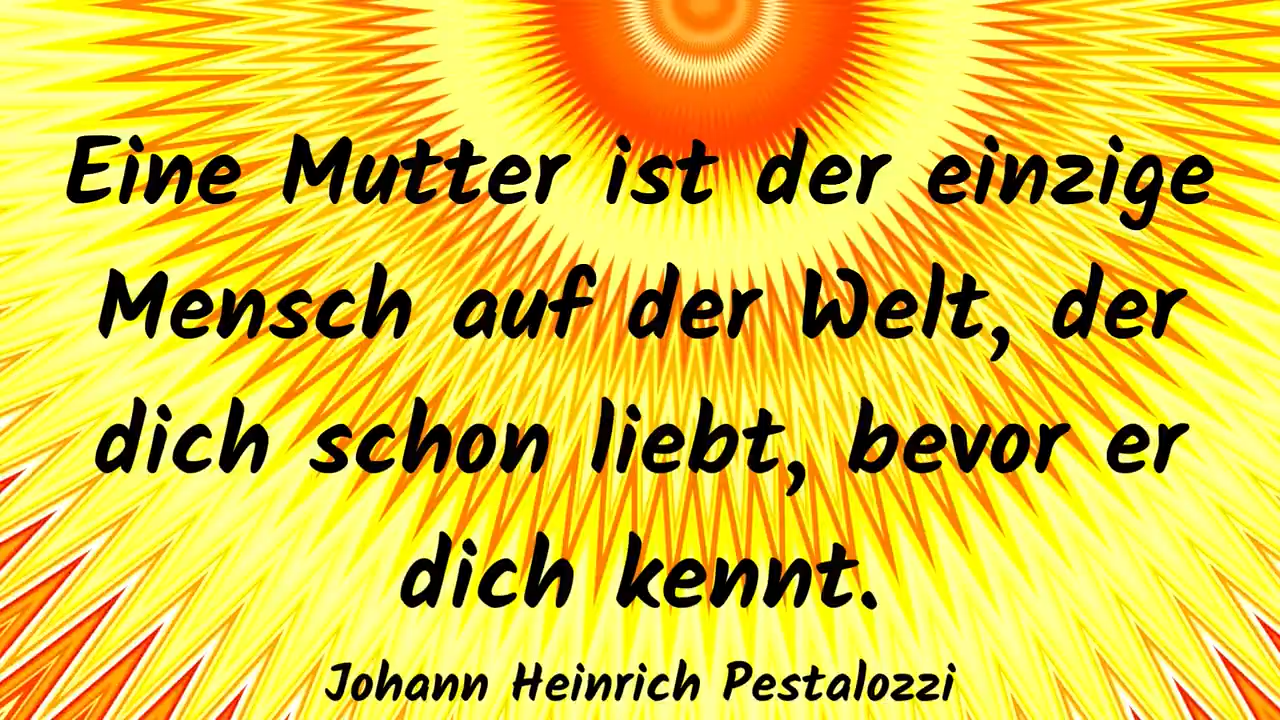 Eine Mutter ist der einzige
Mensch auf der Welt, der
dich schon liebt, bevor er
dich kennt.
Johann Heinrich Pestalozzi